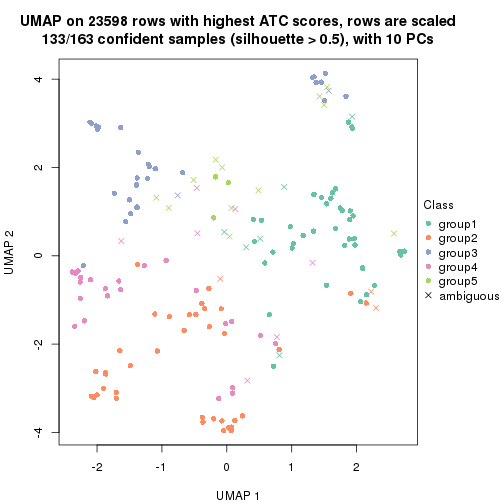 UMAP on 23598 rows with highest ATC scores, rows are scaled
133/163 confident samples (silhouette > 0.5), with 10 PCs
4
2
0
-2
-4
UMAP 2
-2
-1
0
1
2
UMAP 1
Class
group1
group2
group3
group4
group5
ambiguous